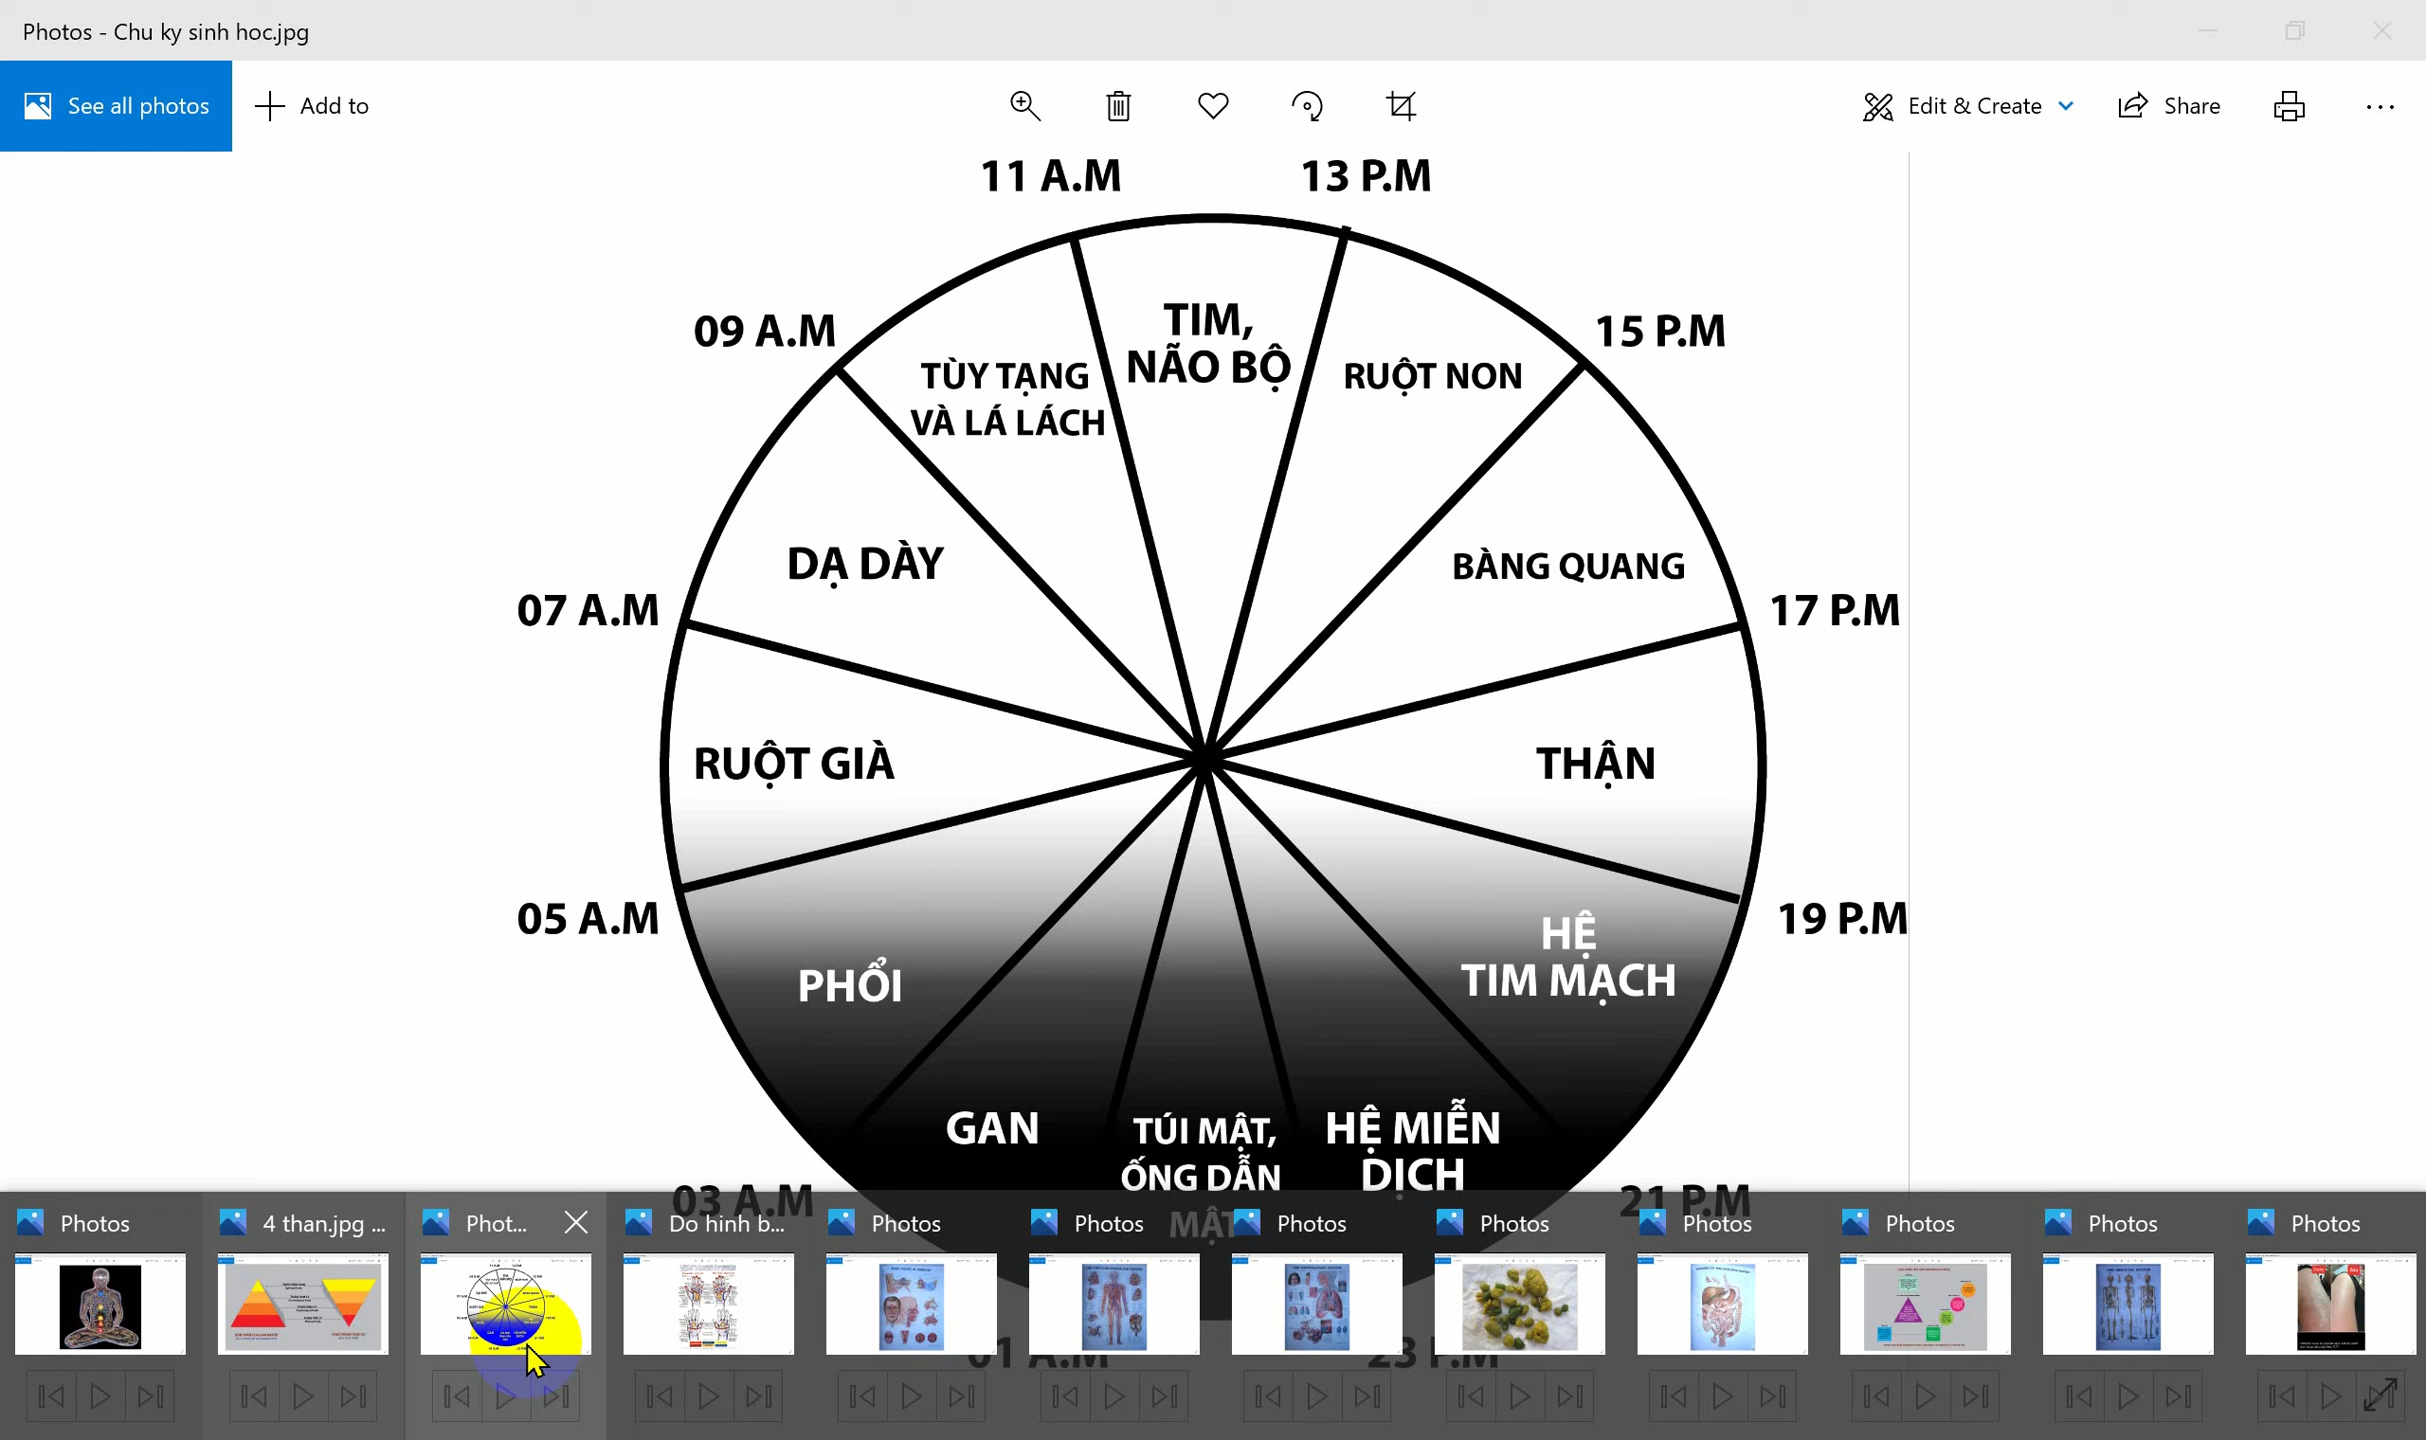 Photos - Chu ky sinh hoc.jpg
See all photos
Add to
Edit & Create
Share
11 A.M
13 P.M
09 A.M
15 P.M
TIM,
NÃO BỘ
TÙY TẠNG
VÀ LÁ LÁCH
RUỘT NON
DẠ DÀY
BÀNG QUANG
07 A.M
17 P.M
RUỘT GIÀ
THẬN
05 A.M
19 P.M
HỆ
TIM MẠCH
PHỔI
GAN
TÚI MẬT,
ỐNG DẪN
MẬT
HỆ MIỄN
DỊCH
03 A.M
21 P.M
Photos
4 than.jpg ...
Phot...
Do hinh b...
Photos
Photos
Photos
Photos
Photos
Photos
Photos
Photos
01 A.M
23 P.M